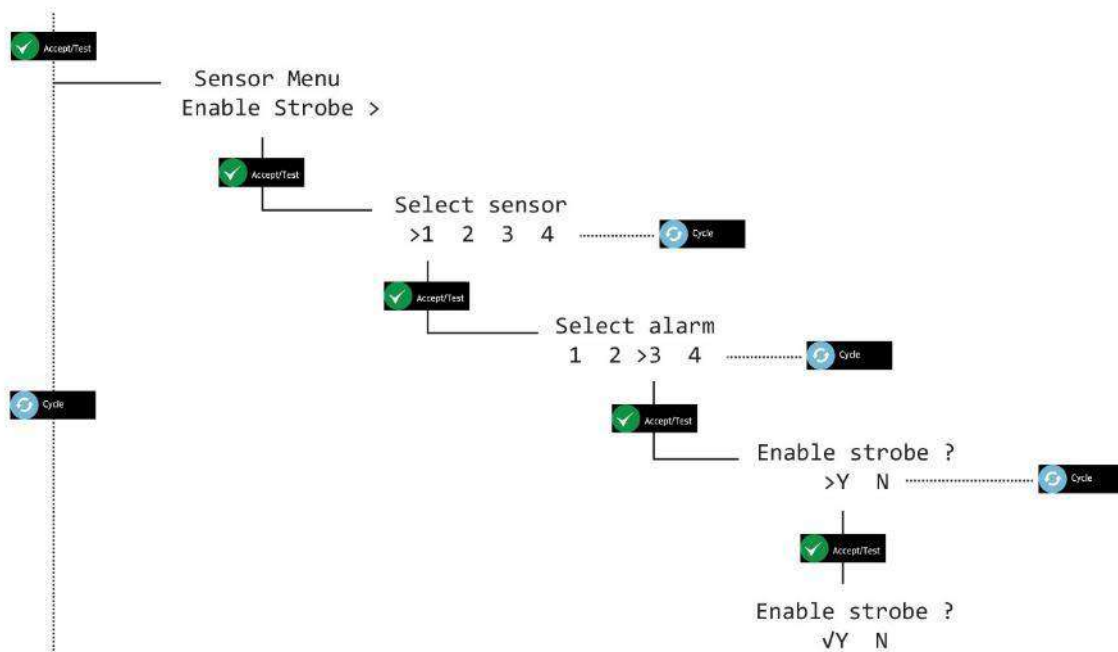 Accept/Test
Sensor Menu
Enable Strobe >
Accept/Test
Select sensor
>1 2 3 4
Cycle
Accept/Test
Select alarm
1 2 >3 4
Cycle
Cycle
Accept/Test
Enable strobe ?
>Y N
Cycle
Accept/Test
Enable strobe ?
√Y N